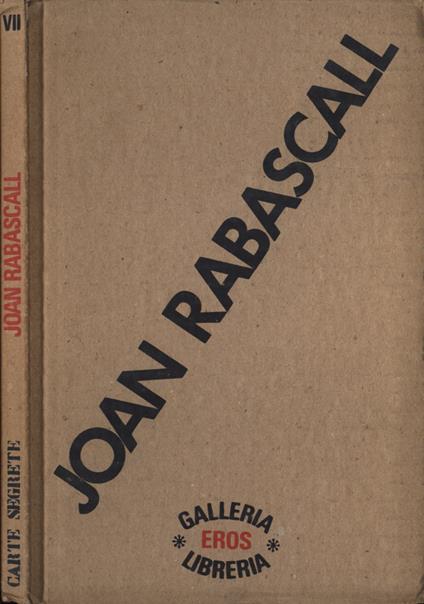 VII
JOAN RABASCALL
CARTE SEGRETE
JOAN RABASCALL
GALLERIA
* EROS *
LIBRERIA